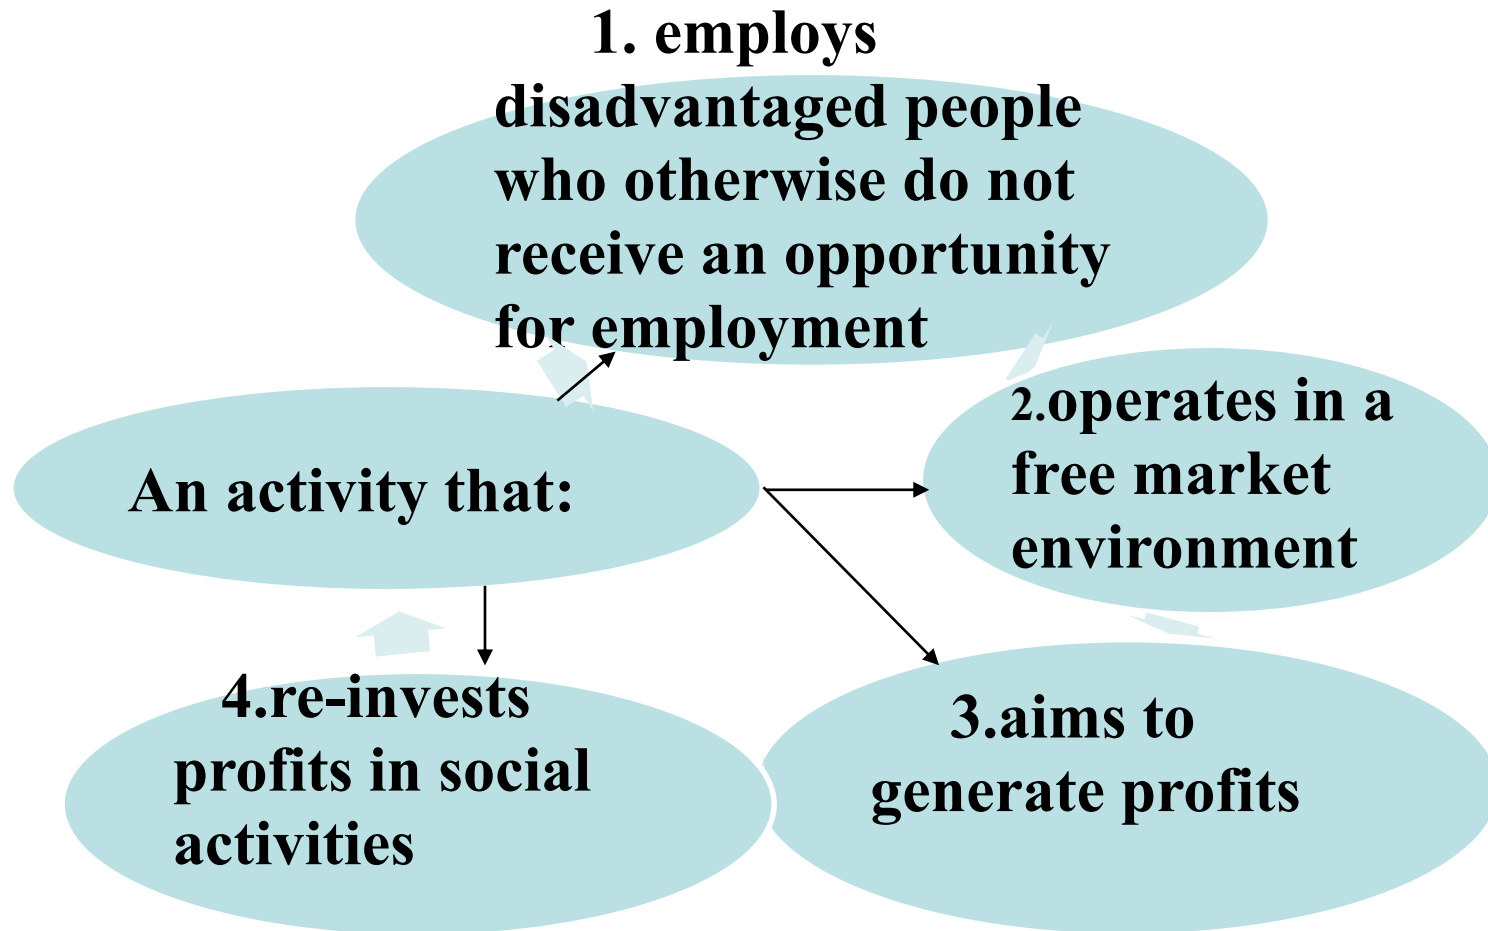 1. employs
disadvantaged people
who otherwise do not
receive an opportunity
for employment
An activity that:
2.operates in a
free market
environment
3.aims to
generate profits
4.re-invests
profits in social
activities